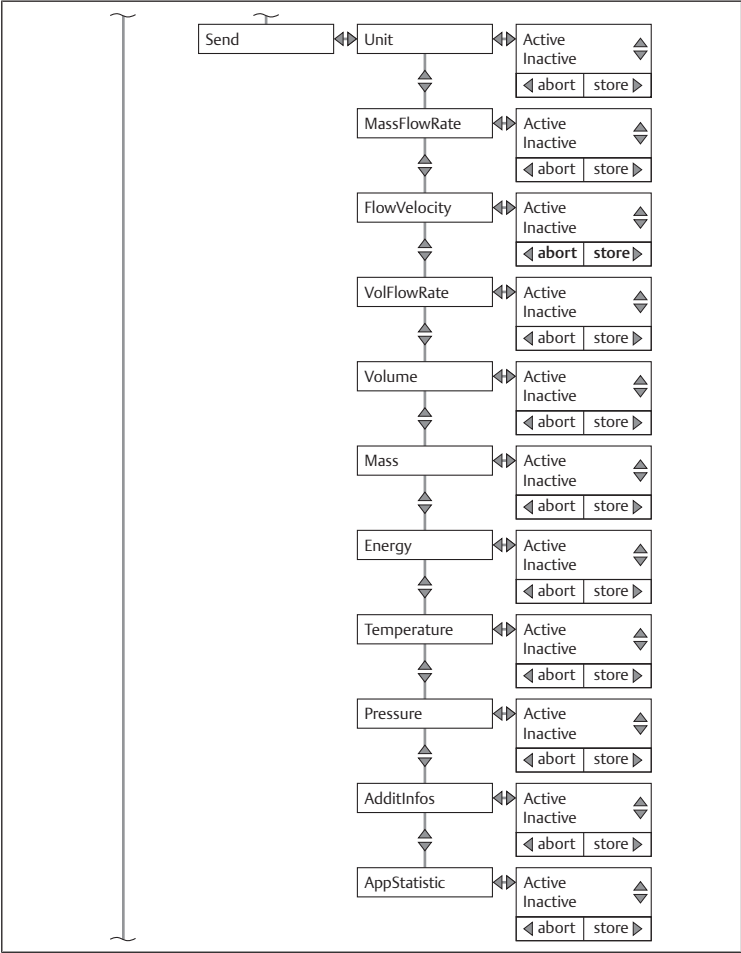 Send
Unit
Active
Inactive
abort store
MassFlowRate
Active
Inactive
abort store
FlowVelocity
Active
Inactive
abort store
VolFlowRate
Active
Inactive
abort store
Volume
Active
Inactive
abort store
Mass
Active
Inactive
abort store
Energy
Active
Inactive
abort store
Temperature
Active
Inactive
abort store
Pressure
Active
Inactive
abort store
AdditInfos
Active
Inactive
abort store
AppStatistic
Active
Inactive
abort store